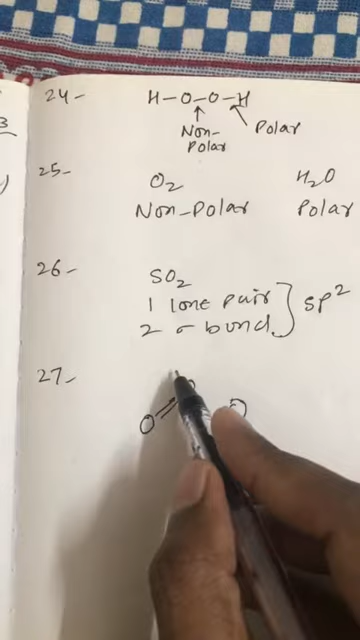 24- H-O-O-H
Non-Polar Polar
25- O2 H2O
Non-Polar Polar
26- SO2
1 lone pair
2 σ bond } SP2
27-
O= O